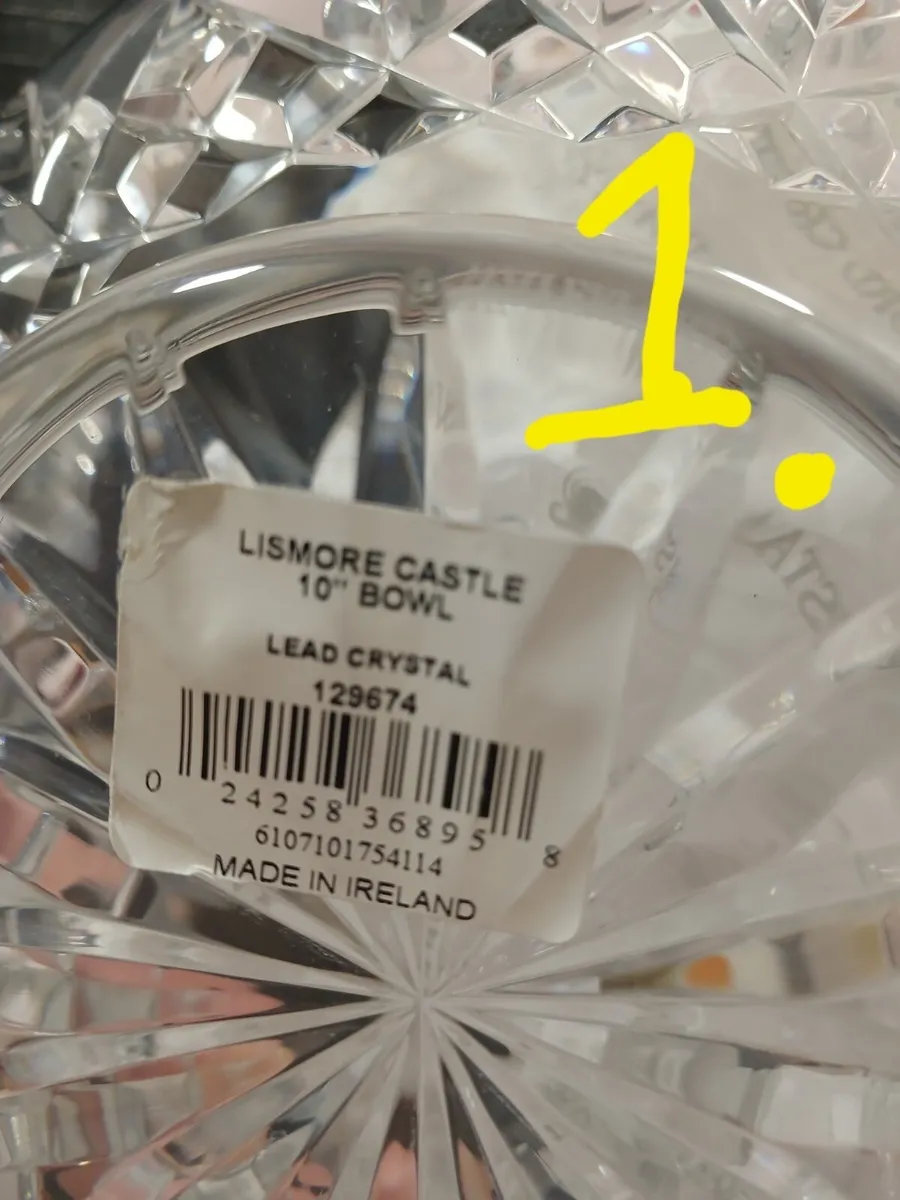 1.
LISMORE CASTLE
10" BOWL
LEAD CRYSTAL
129674
0 24258 36895 8
6107101754114
MADE IN IRELAND